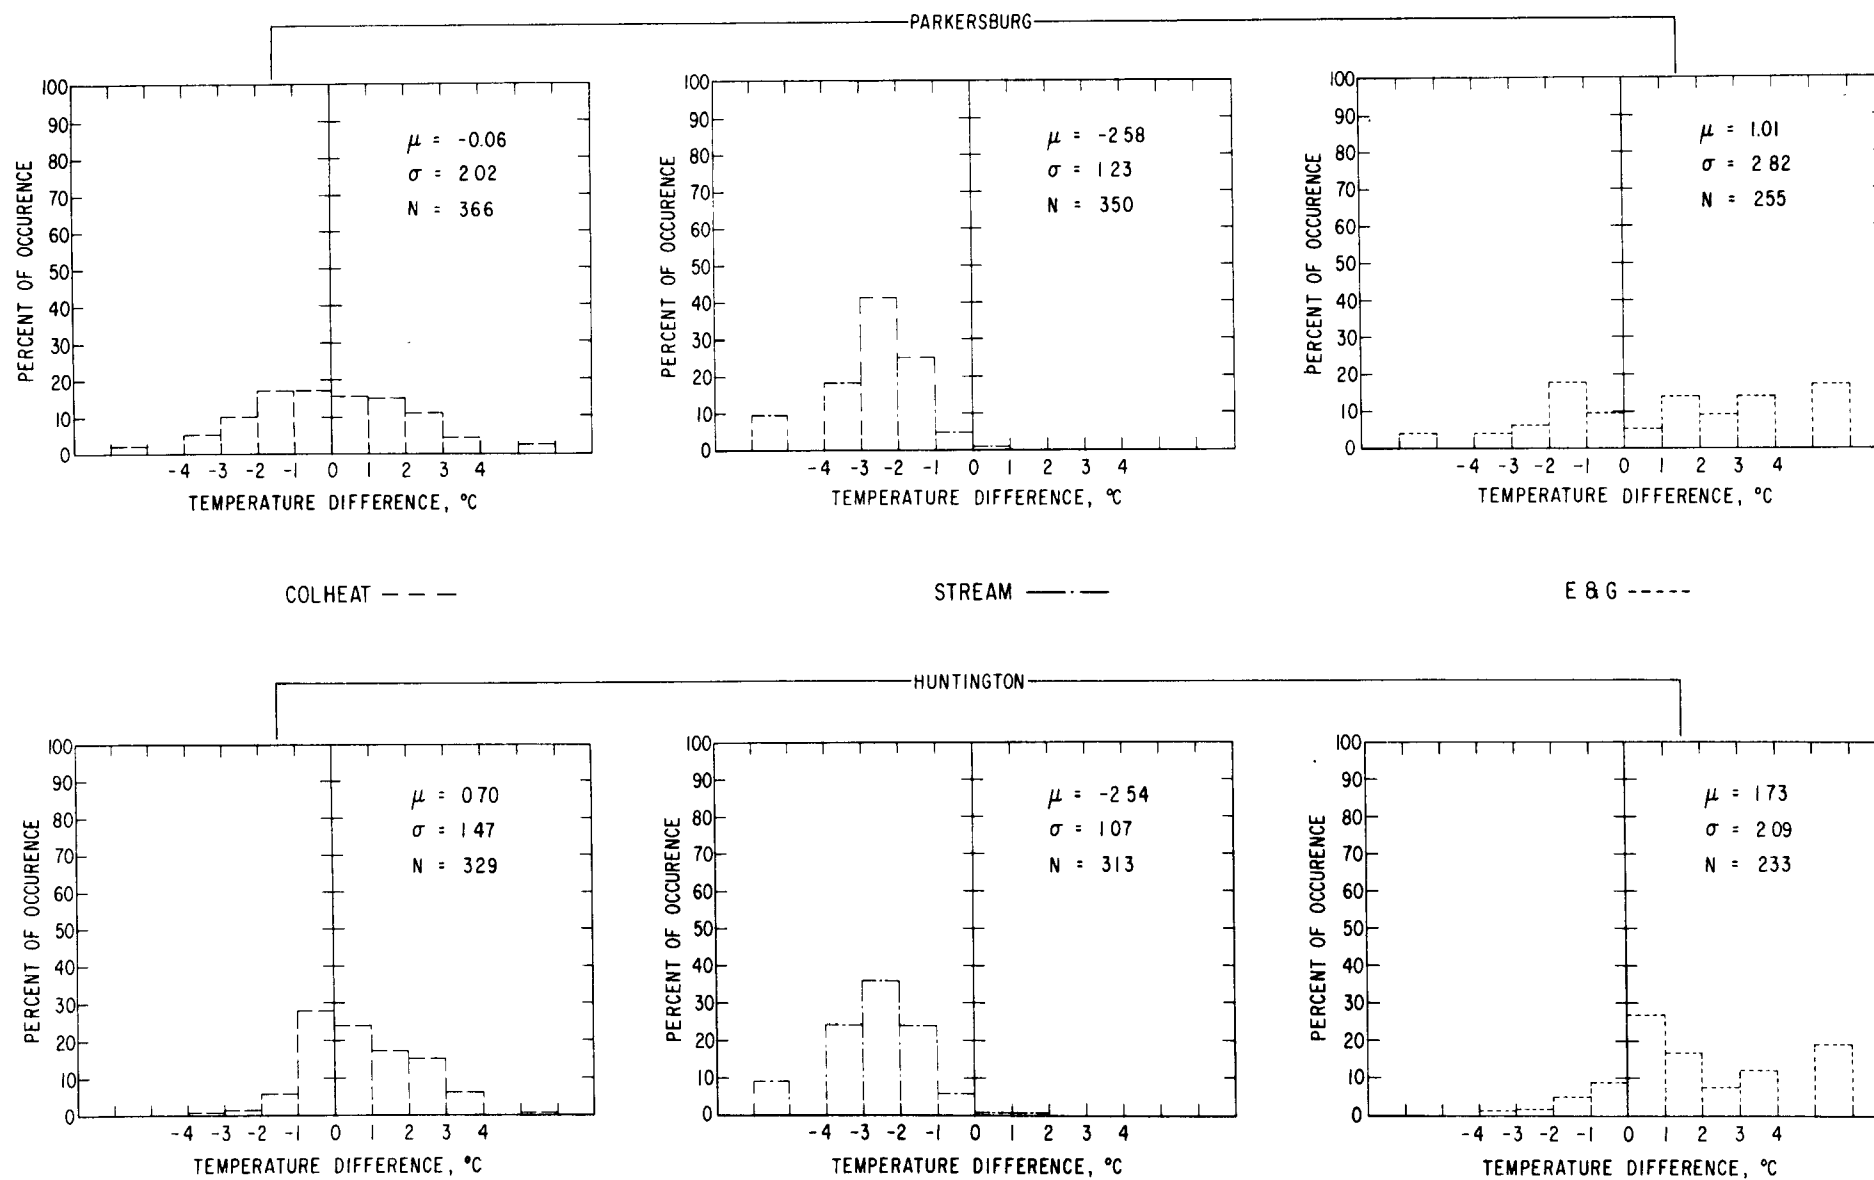 PARKERSBURG
100
90
80
70
60
50
40
30
20
10
0
PERCENT OF OCCURENCE
μ = -0.06
σ = 2.02
N = 366
-4 -3 -2 -1 0 1 2 3 4
TEMPERATURE DIFFERENCE, °C
100
90
80
70
60
50
40
30
20
10
0
PERCENT OF OCCURENCE
μ = -2 58
σ = 1 23
N = 350
-4 -3 -2 -1 0 1 2 3 4
TEMPERATURE DIFFERENCE, °C
100
90
80
70
60
50
40
30
20
10
0
PERCENT OF OCCURENCE
μ = 1.01
σ = 2 82
N = 255
-4 -3 -2 -1 0 1 2 3 4
TEMPERATURE DIFFERENCE, °C
COLHEAT
STREAM
E & G
HUNTINGTON
100
90
80
70
60
50
40
30
20
10
0
PERCENT OF OCCURENCE
μ = 0 70
σ = 1 47
N = 329
-4 -3 -2 -1 0 1 2 3 4
TEMPERATURE DIFFERENCE, °C
100
90
80
70
60
50
40
30
20
10
0
PERCENT OF OCCURENCE
μ = -2 54
σ = 1 07
N = 313
-4 -3 -2 -1 0 1 2 3 4
TEMPERATURE DIFFERENCE, °C
100
90
80
70
60
50
40
30
20
10
0
PERCENT OF OCCURENCE
μ = 1 73
σ = 2 09
N = 233
-4 -3 -2 -1 0 1 2 3 4
TEMPERATURE DIFFERENCE, °C